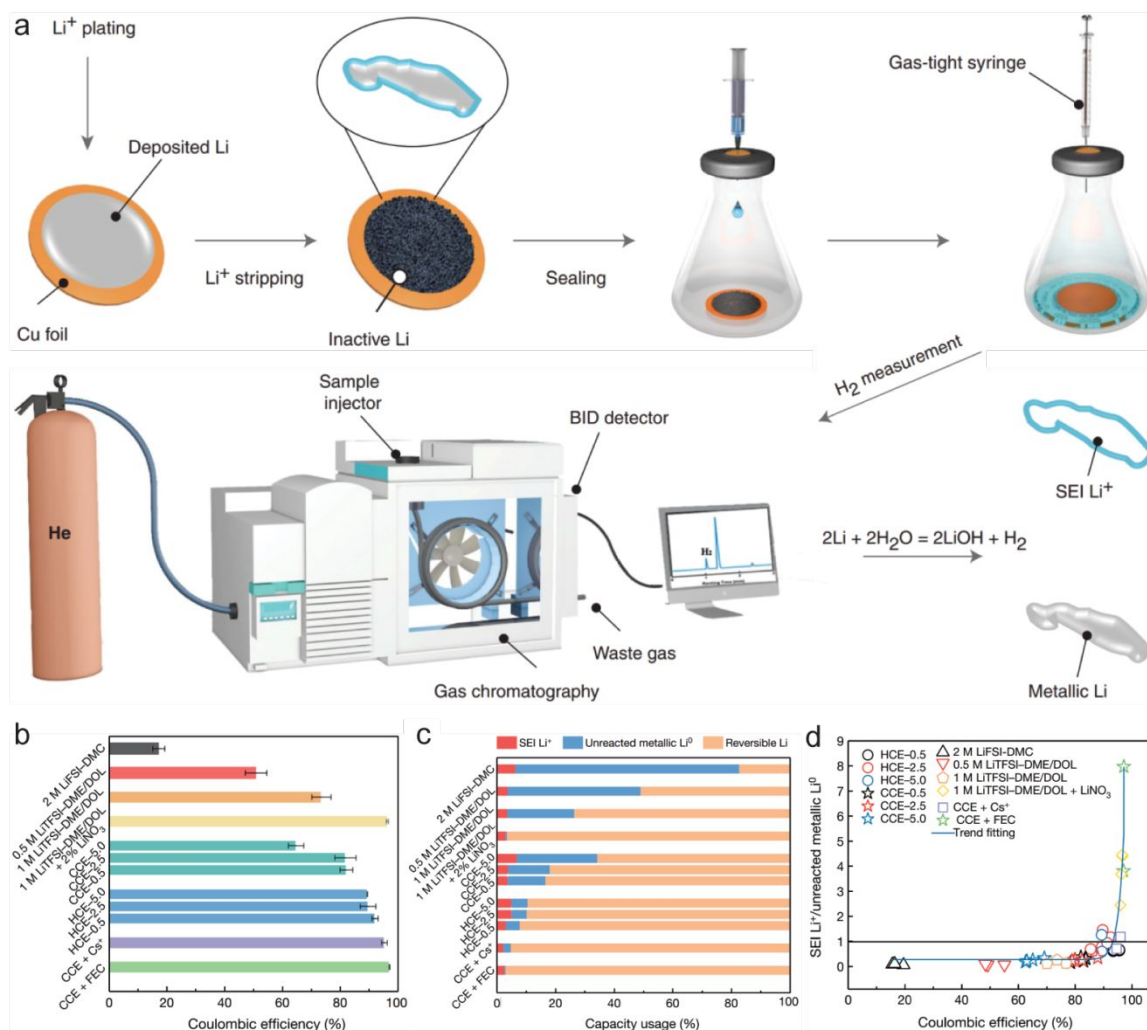 a
Li⁺ plating
Deposited Li
Cu foil
Li⁺ stripping
Inactive Li
Sealing
Gas-tight syringe
H₂ measurement
He
Sample
injector
BID detector
H₂
Waste gas
Gas chromatography
SEI Li⁺
2Li + 2H₂O = 2LiOH + H₂
Metallic Li
b
2 M LiFSI–DMC
0.5 M LiTFSI–DME/DOL
1 M LiTFSI–DME/DOL
1 M LiTFSI–DME/DOL
+ 2% LiNO₃
CCE–5.0
CCE–2.5
CCE–0.5
HCE–5.0
HCE–2.5
HCE–0.5
CCE + Cs⁺
CCE + FEC
0 20 40 60 80 100
Coulombic efficiency (%)
c
SEI Li⁺ Unreacted metallic Li⁰ Reversible Li
2 M LiFSI–DMC
0.5 M LiTFSI–DME/DOL
1 M LiTFSI–DME/DOL
1 M LiTFSI–DME/DOL
+ 2% LiNO₃
CCE–5.0
CCE–2.5
CCE–0.5
HCE–5.0
HCE–2.5
HCE–0.5
CCE + Cs⁺
CCE + FEC
0 20 40 60 80 100
Capacity usage (%)
d
SEI Li⁺/unreacted metallic Li⁰
9
8
7
6
5
4
3
2
1
0
HCE–0.5
HCE–2.5
HCE–5.0
CCE–0.5
CCE–2.5
CCE–5.0
2 M LiFSI–DMC
0.5 M LiTFSI–DME/DOL
1 M LiTFSI–DME/DOL
1 M LiTFSI–DME/DOL + LiNO₃
CCE + Cs⁺
CCE + FEC
Trend fitting
0 20 40 60 80 100
Coulombic efficiency (%)